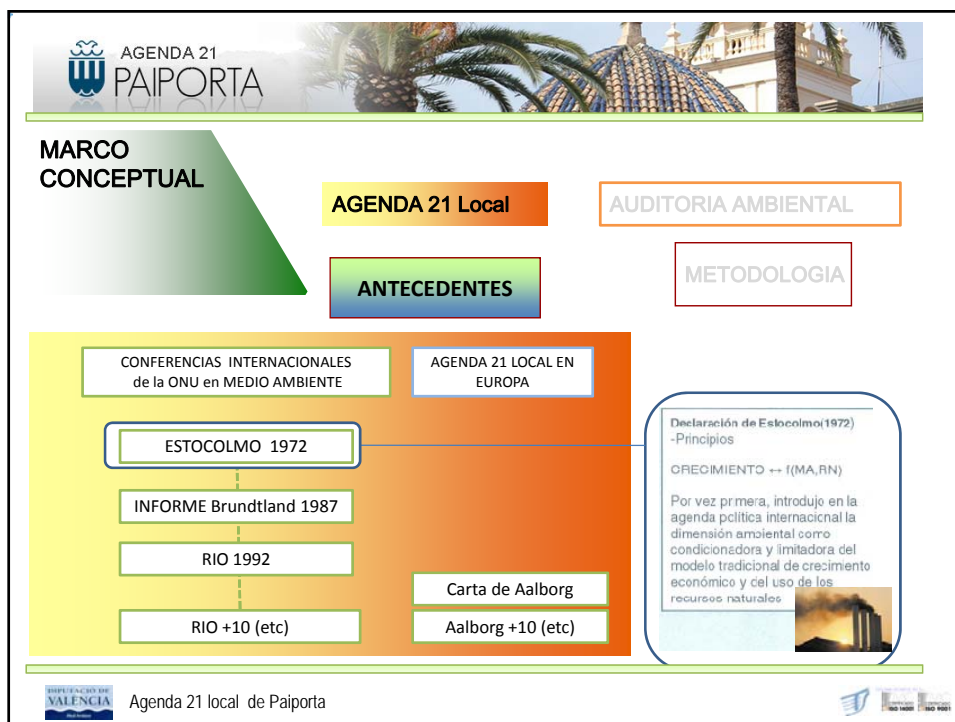 AGENDA 21
PAIPORTA
MARCO
CONCEPTUAL
AGENDA 21 Local
AUDITORIA AMBIENTAL
ANTECEDENTES
METODOLOGIA
CONFERENCIAS INTERNACIONALES
de la ONU en MEDIO AMBIENTE
AGENDA 21 LOCAL EN
EUROPA
ESTOCOLMO 1972
INFORME Brundtland 1987
RIO 1992
RIO +10 (etc)
Carta de Aalborg
Aalborg +10 (etc)
Declaración de Estocolmo(1972)
-Principios
CRECIMIENTO ↔ f(MA,RN)
Por vez primera, introdujo en la
agenda política internacional la
dimensión ambiental como
condicionadora y limitadora del
modelo tradicional de crecimiento
económico y del uso de los
recursos naturales
DIPUTACIÓ DE
VALÈNCIA
Agenda 21 local de Paiporta
ISO 14001
ISO 9001